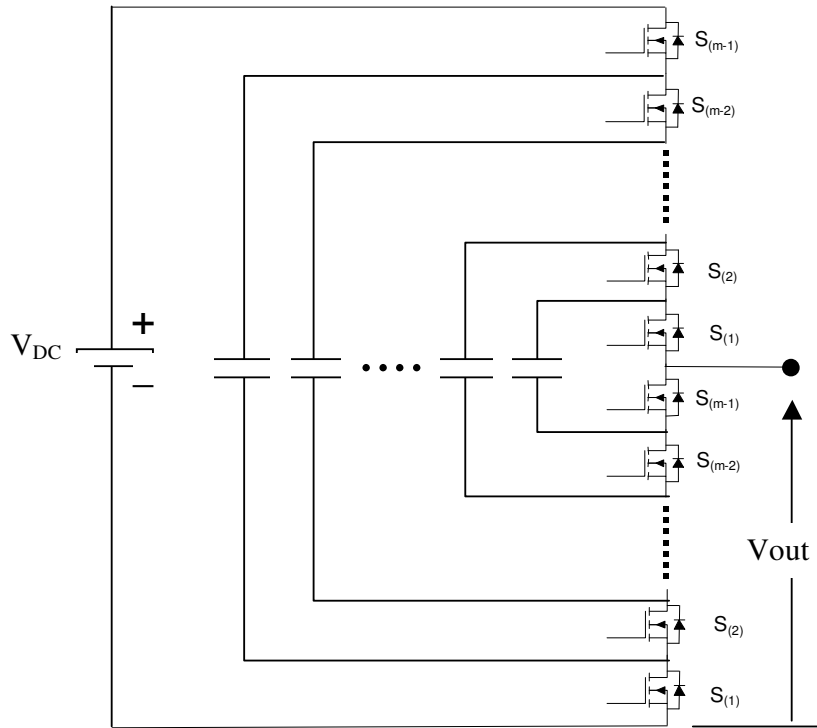 S(m-1)
S(m-2)
S(2)
+
VDC
S(1)
–
S(m-1)
S(m-2)
Vout
S(2)
S(1)